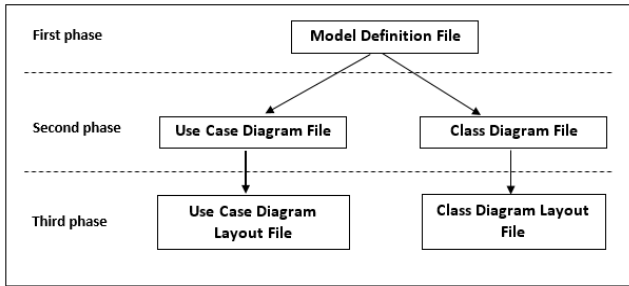 First phase
Model Definition File
Second phase
Use Case Diagram File
Class Diagram File
Third phase
Use Case Diagram
Layout File
Class Diagram Layout
File